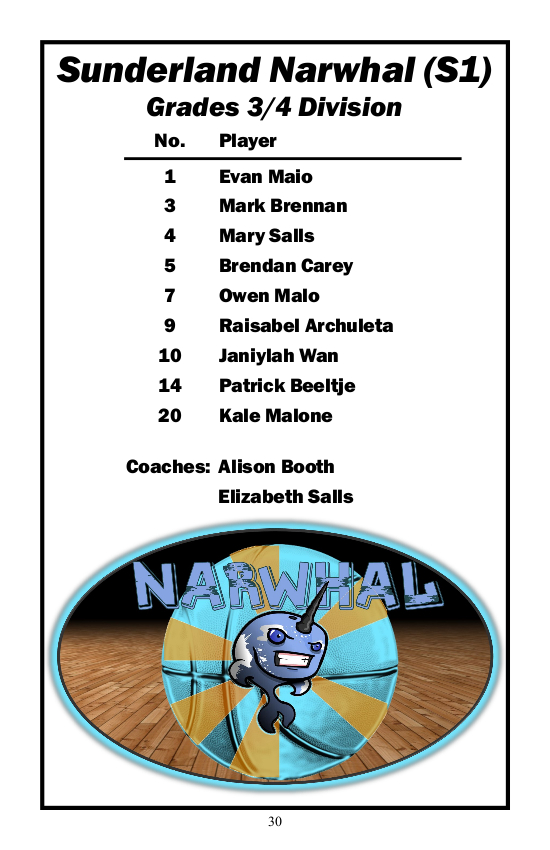 Sunderland Narwhal (S1)
Grades 3/4 Division
No. Player
1 Evan Maio
3 Mark Brennan
4 Mary Salls
5 Brendan Carey
7 Owen Malo
9 Raisabel Archuleta
10 Janiylah Wan
14 Patrick Beeltje
20 Kale Malone
Coaches: Alison Booth
Elizabeth Salls
NARWHAL
30